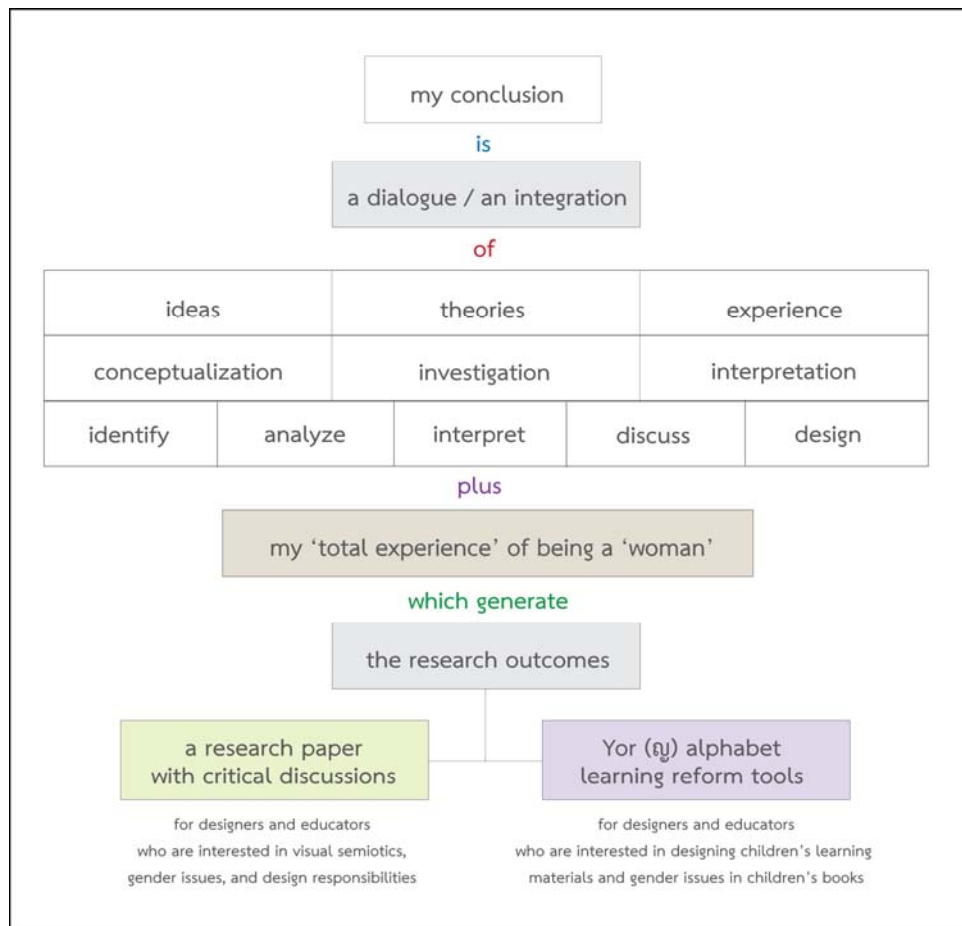 my conclusion
is
a dialogue / an integration
of
ideas theories experience
conceptualization investigation interpretation
identify analyze interpret discuss design
plus
my ‘total experience’ of being a ‘woman’
which generate
the research outcomes
a research paper
with critical discussions
Yor (ญ) alphabet
learning reform tools
for designers and educators
who are interested in visual semiotics,
gender issues, and design responsibilities
for designers and educators
who are interested in designing children’s learning
materials and gender issues in children’s books